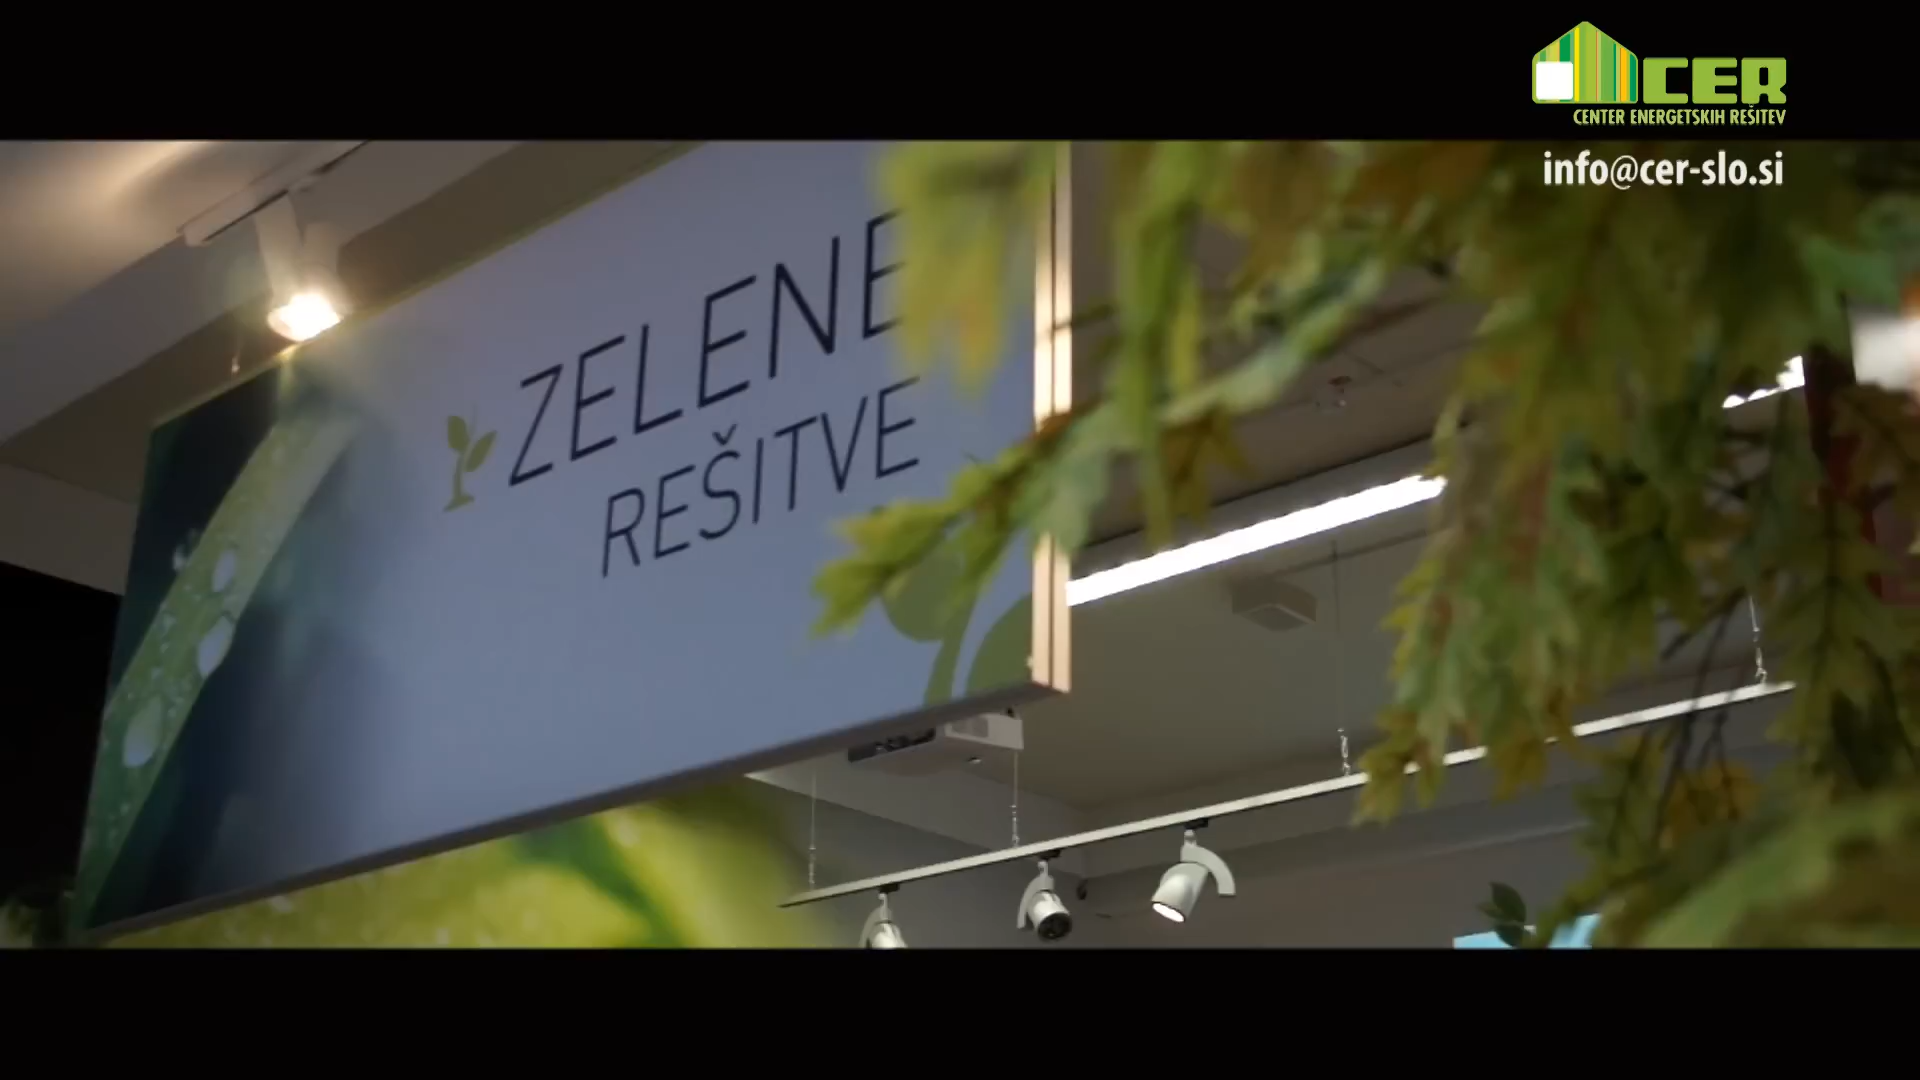 CER
CENTER ENERGETSKIH REŠITEV
info@cer-slo.si
ZELENE
REŠITVE